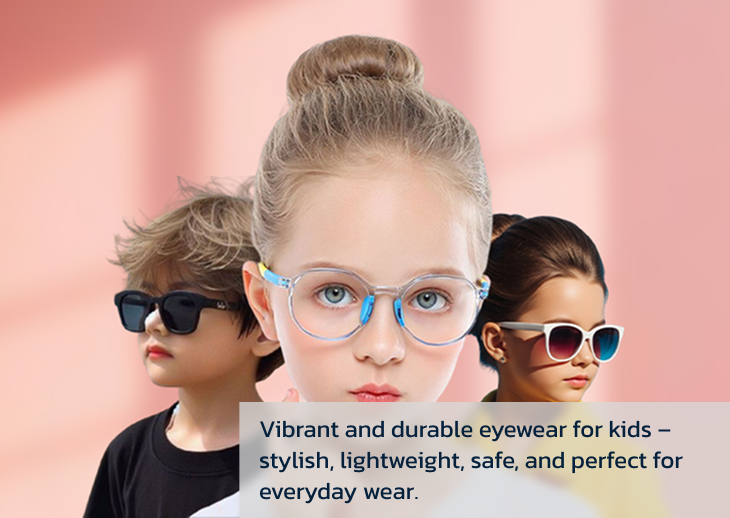 Vibrant and durable eyewear for kids –
stylish, lightweight, safe, and perfect for
everyday wear.